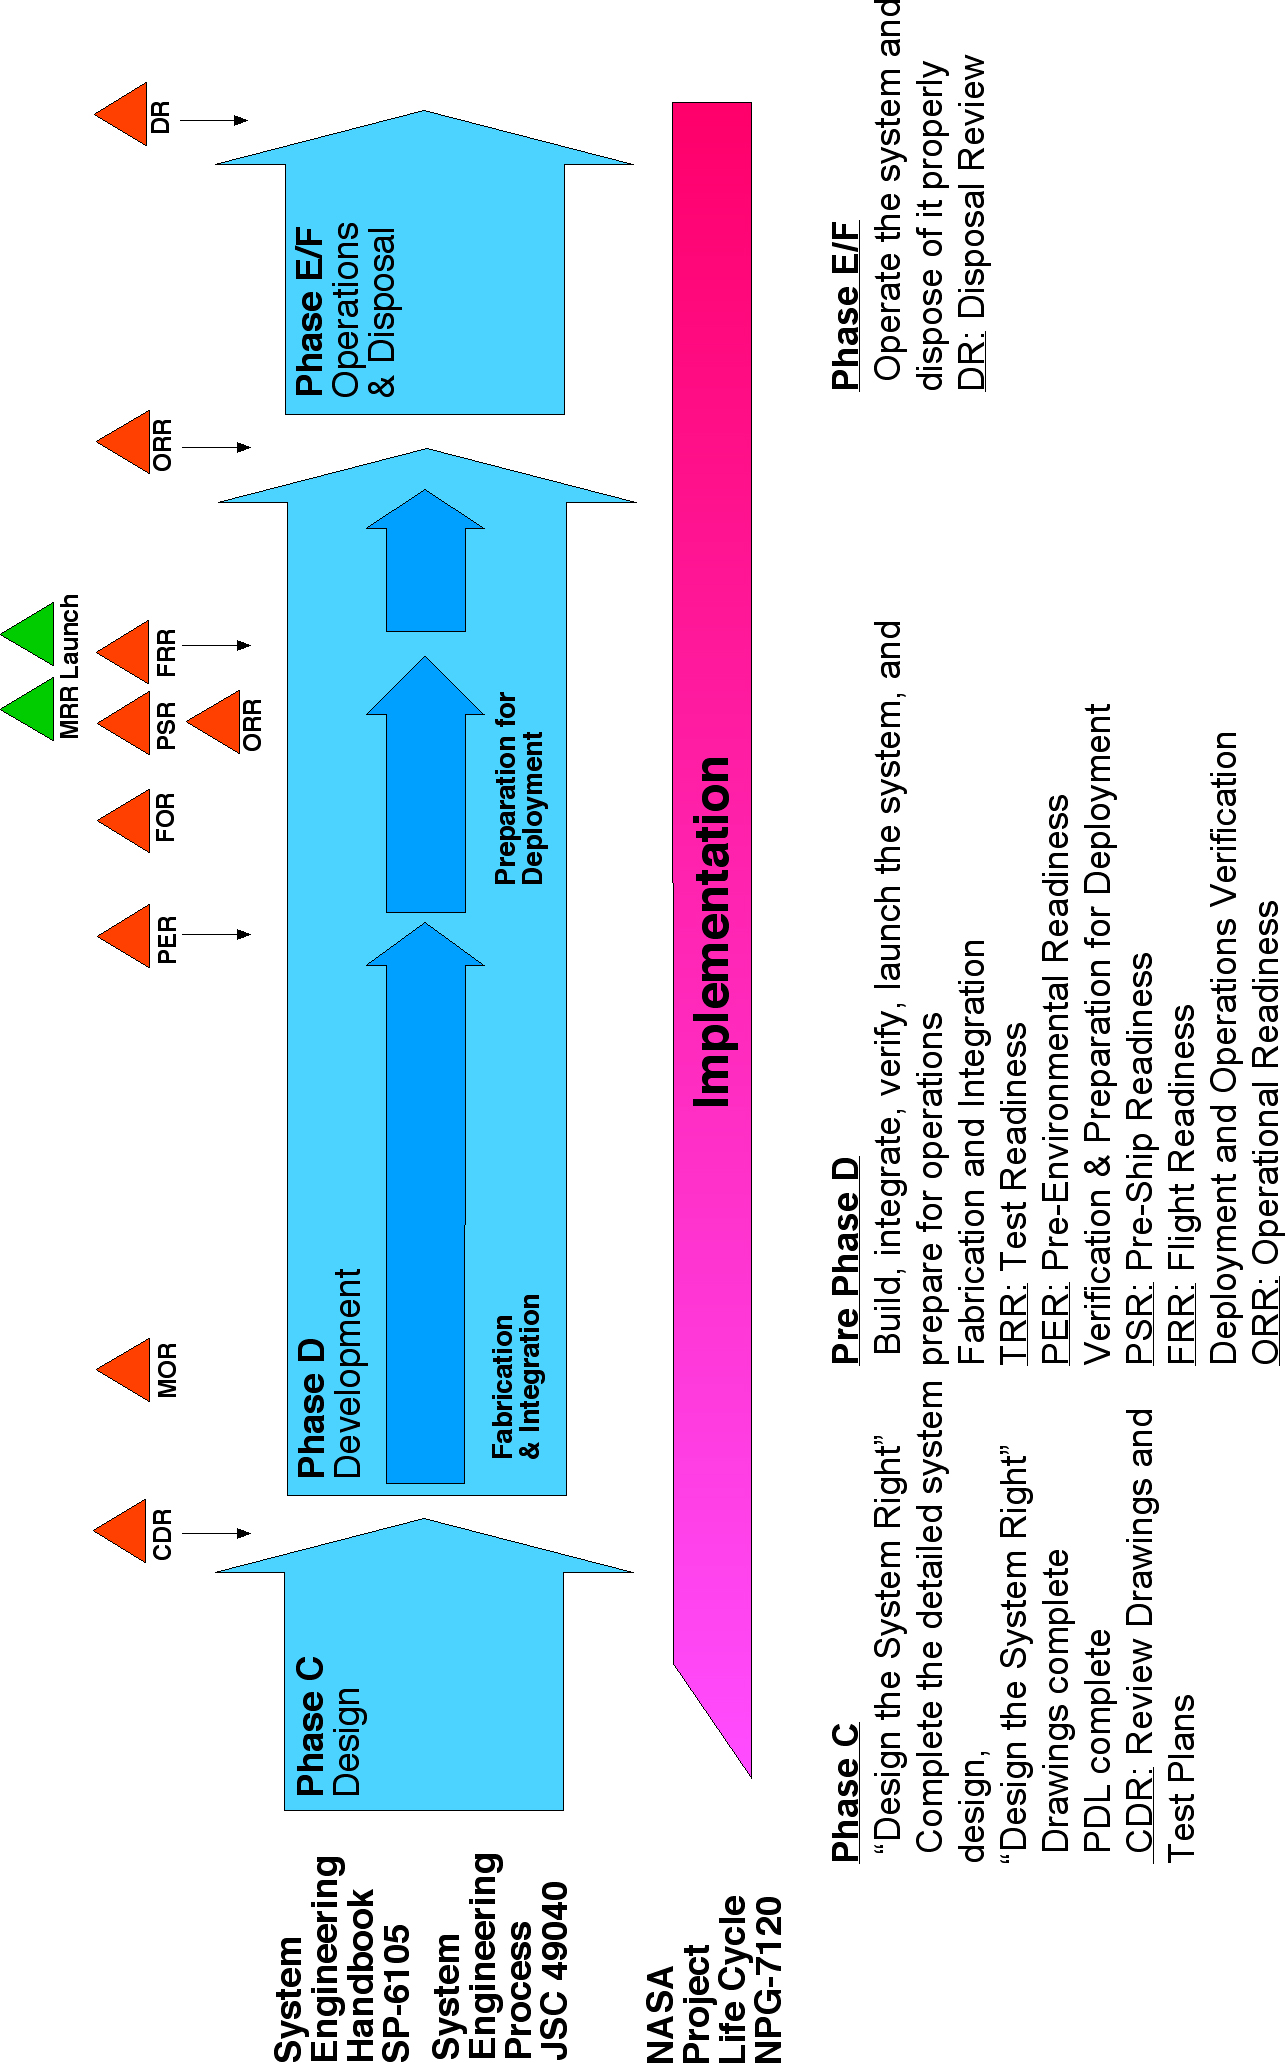 MRR
Launch
CDR
MOR
PER
FOR
PSR
FRR
ORR
DR
ORR
System
Engineering
Handbook
SP-6105
System
Engineering
Process
JSC 49040
Phase C
Design
Phase D
Development
Fabrication
& Integration
Preparation for
Deployment
Phase E/F
Operations
& Disposal
NASA
Project
Life Cycle
NPG-7120
Implementation
Phase C
“Design the System Right”
Complete the detailed system
design,
“Design the System Right”
Drawings complete
PDL complete
CDR: Review Drawings and
Test Plans
Pre Phase D
Build, integrate, verify, launch the system, and
prepare for operations
Fabrication and Integration
TRR: Test Readiness
PER: Pre-Environmental Readiness
Verification & Preparation for Deployment
PSR: Pre-Ship Readiness
FRR: Flight Readiness
Deployment and Operations Verification
ORR: Operational Readiness
Phase E/F
Operate the system and
dispose of it properly
DR: Disposal Review